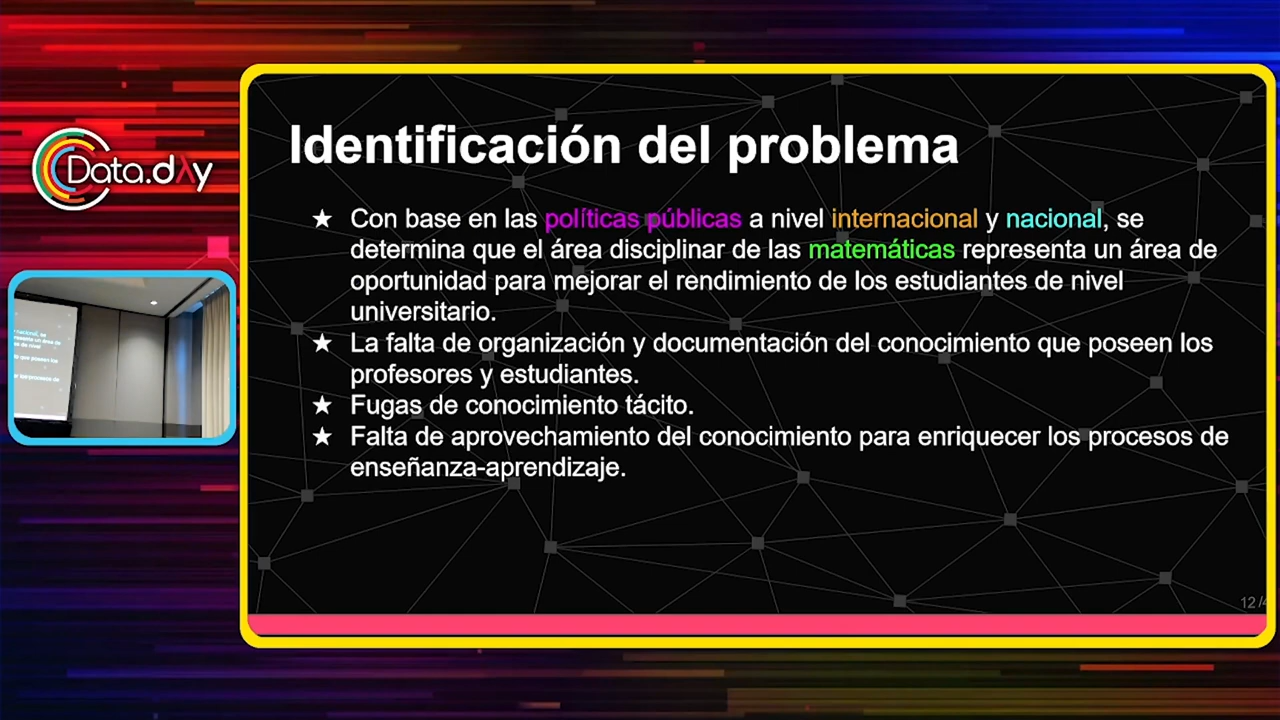 Identificación del problema
Data.dAy
★ Con base en las políticas públicas a nivel internacional y nacional, se
determina que el área disciplinar de las matemáticas representa un área de
oportunidad para mejorar el rendimiento de los estudiantes de nivel
universitario.
★ La falta de organización y documentación del conocimiento que poseen los
profesores y estudiantes.
★ Fugas de conocimiento tácito.
★ Falta de aprovechamiento del conocimiento para enriquecer los procesos de
enseñanza-aprendizaje.
12 /4